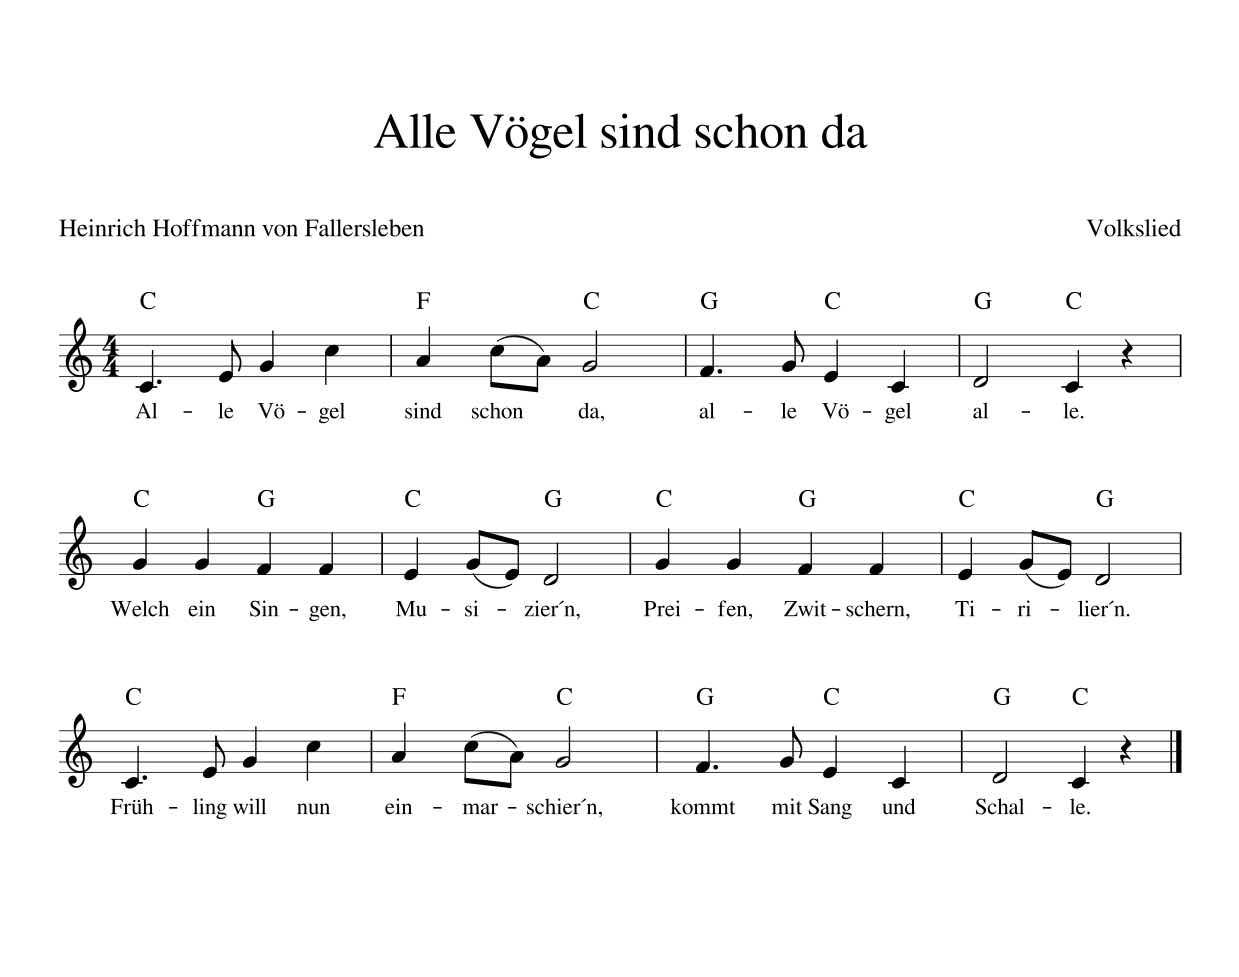 Alle Vögel sind schon da
Heinrich Hoffmann von Fallersleben Volkslied
C F C G C G C
4
4
Al – le Vö – gel sind schon da, al – le Vö – gel al – le.
C G C G C G C G
Welch ein Sin – gen, Mu – si – zier´n, Prei – fen, Zwit – schern, Ti – ri – lier´n.
C F C G C G C
Früh – ling will nun ein – mar – schier´n, kommt mit Sang und Schal – le.